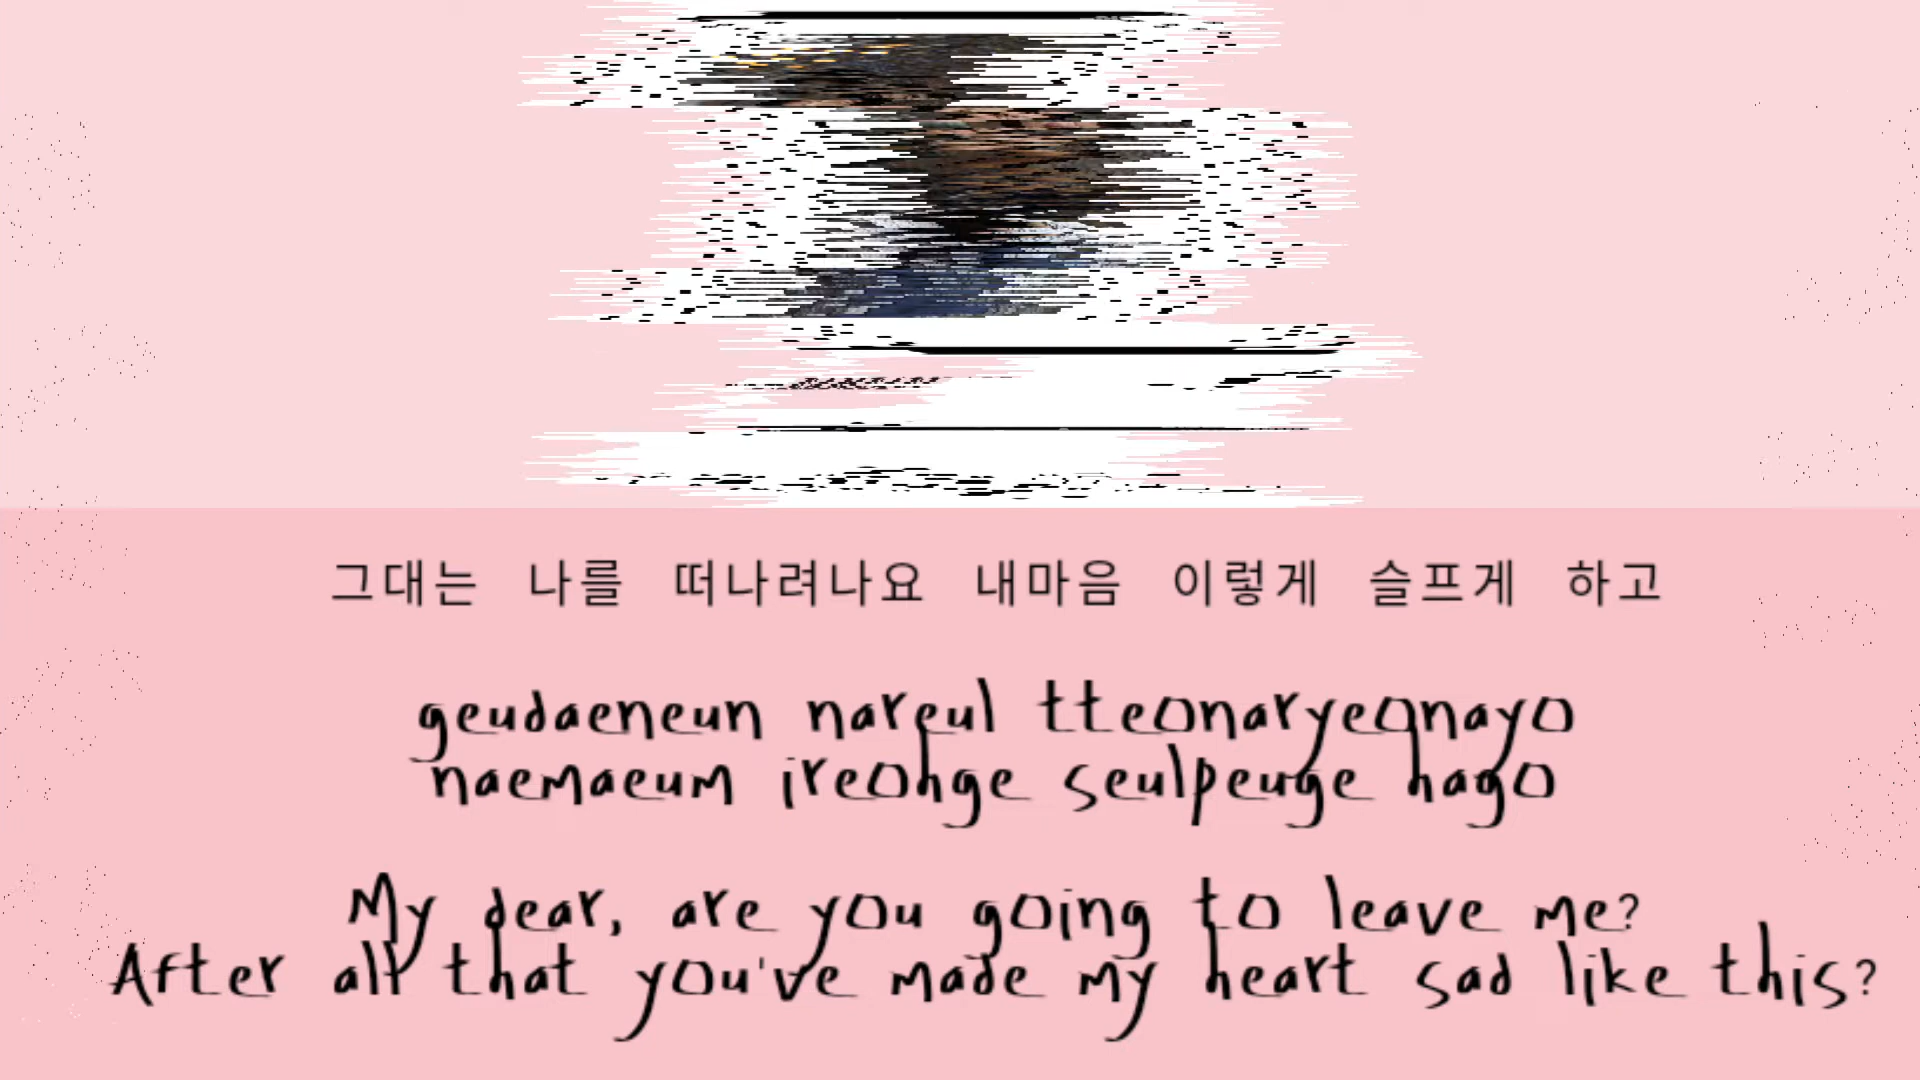 그대는 나를 떠나려나요 내마음 이렇게 슬프게 하고
geudaeneun nareul tteonaryeonayo
naemaeum ireohge seulpeuge hago
My dear, are you going to leave me?
After all that you've made my heart sad like this?